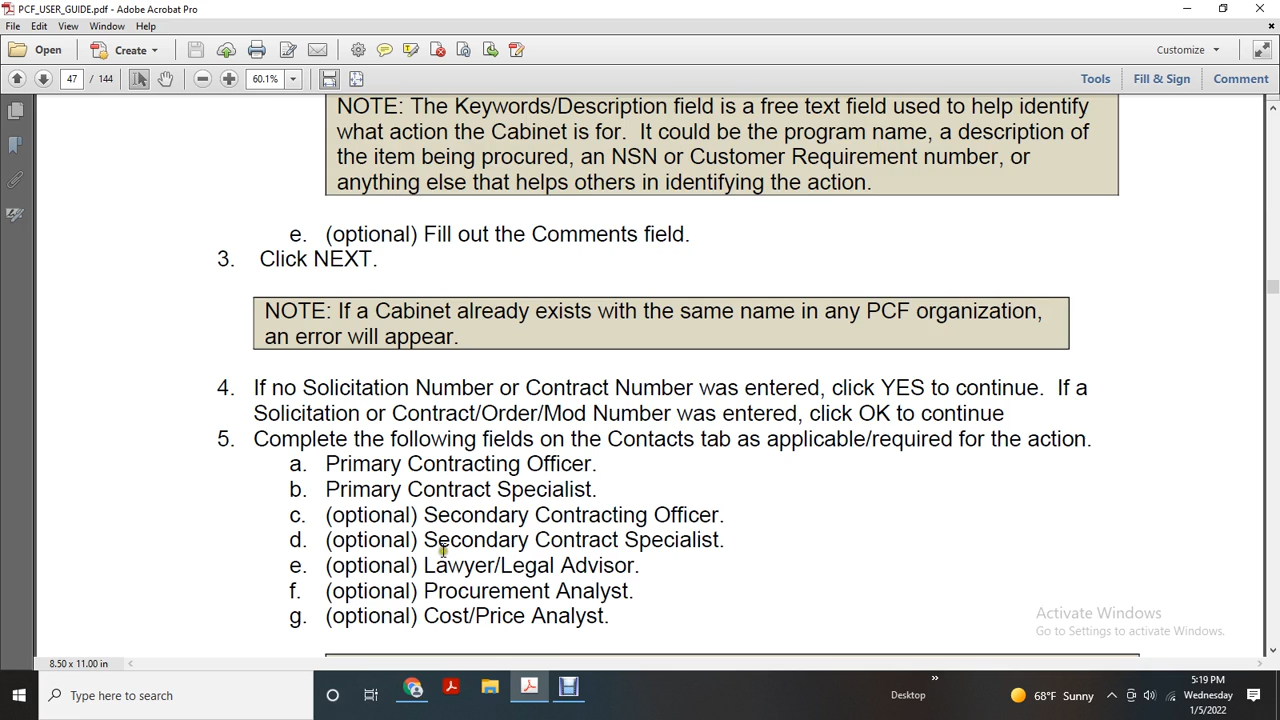 PCF_USER_GUIDE.pdf - Adobe Acrobat Pro
File Edit View Window Help
Open Create Customize
47 / 144 60.1% Tools Fill & Sign Comment
NOTE: The Keywords/Description field is a free text field used to help identify
what action the Cabinet is for. It could be the program name, a description of
the item being procured, an NSN or Customer Requirement number, or
anything else that helps others in identifying the action.
e. (optional) Fill out the Comments field.
3. Click NEXT.
NOTE: If a Cabinet already exists with the same name in any PCF organization,
an error will appear.
4. If no Solicitation Number or Contract Number was entered, click YES to continue. If a
Solicitation or Contract/Order/Mod Number was entered, click OK to continue
5. Complete the following fields on the Contacts tab as applicable/required for the action.
a. Primary Contracting Officer.
b. Primary Contract Specialist.
c. (optional) Secondary Contracting Officer.
d. (optional) Secondary Contract Specialist.
e. (optional) Lawyer/Legal Advisor.
f. (optional) Procurement Analyst.
g. (optional) Cost/Price Analyst.
Activate Windows
Go to Settings to activate Windows.
8.50 x 11.00 in
Type here to search
Desktop
68°F Sunny
5:19 PM
Wednesday
1/5/2022